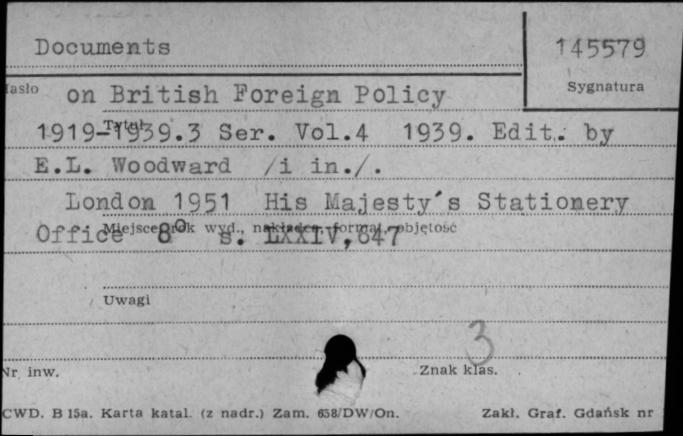 Documents
145579
Hasło
Sygnatura
on British Foreign Policy
Tytuł
1919-1939.3 Ser. Vol.4 1939. Edit. by
E.L. Woodward /i in./.
London 1951 His Majesty's Stationery
Miejsce, rok wyd., nakładca, format, objętość
Office 8° s. LXXIV, 647
Uwagi
3
Nr inw.
Znak klas.
CWD. B 15a. Karta katal. (z nadr.) Zam. 658/DW/On.
Zakł. Graf. Gdańsk nr